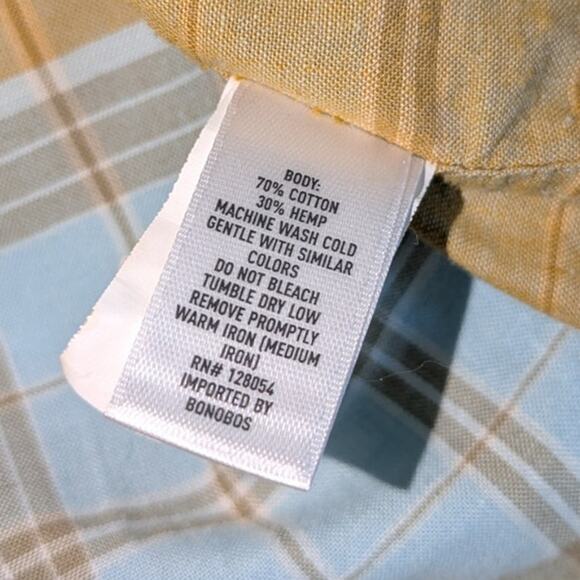 BODY:
70% COTTON
30% HEMP
MACHINE WASH COLD
GENTLE WITH SIMILAR
COLORS
DO NOT BLEACH
TUMBLE DRY LOW
REMOVE PROMPTLY
WARM IRON (MEDIUM
IRON)
RN# 128054
IMPORTED BY
BONOBOS